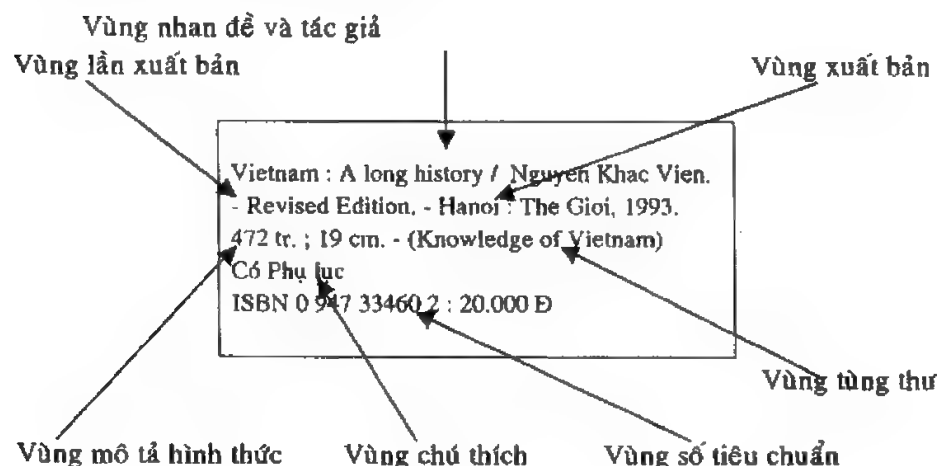 Vùng nhan đề và tác giả
Vùng lần xuất bản
Vùng xuất bản
Vietnam : A long history / Nguyen Khac Vien.
- Revised Edition. - Hanoi : The Gioi, 1993.
472 tr. ; 19 cm. - (Knowledge of Vietnam)
Có Phụ lục
ISBN 0 947 33460 2 : 20.000 Đ
Vùng tùng thư
Vùng mô tả hình thức
Vùng chú thích
Vùng số tiêu chuẩn